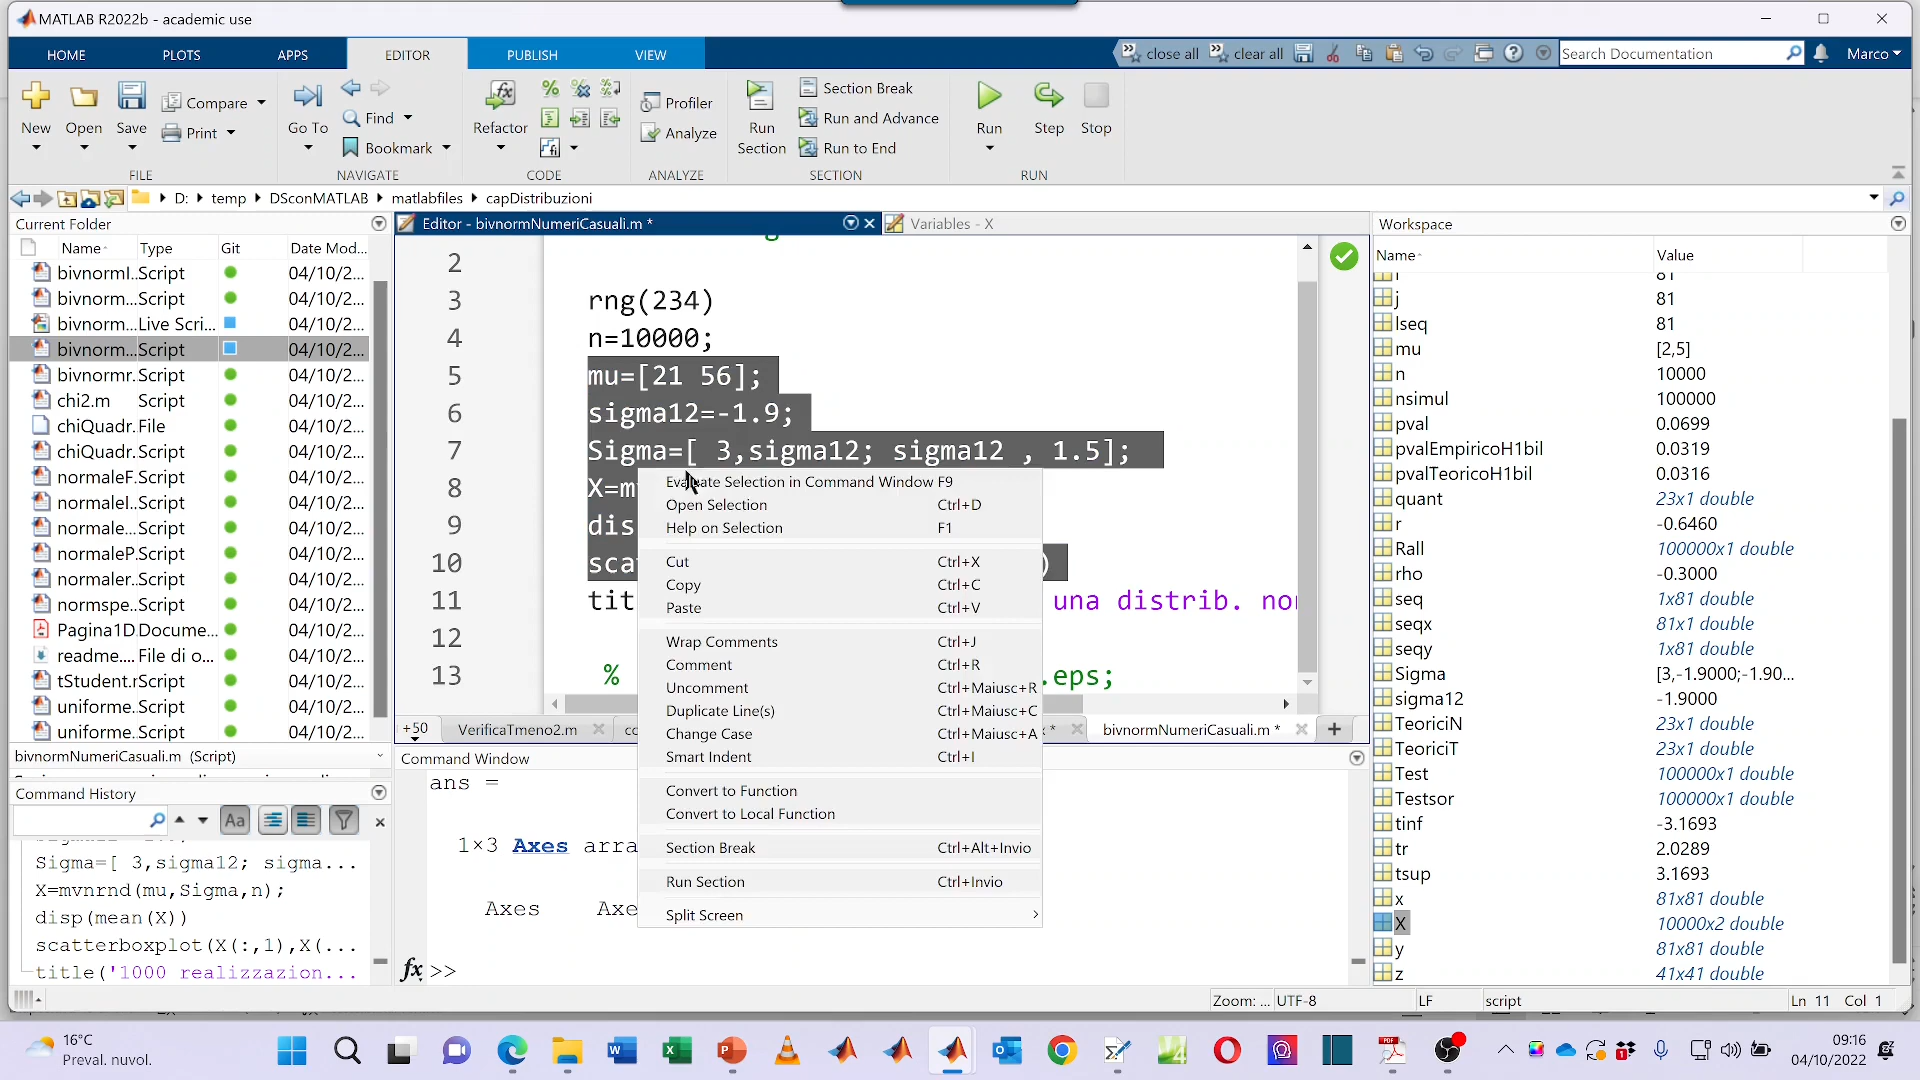 MATLAB R2022b - academic use
HOME PLOTS APPS EDITOR PUBLISH VIEW close all clear all Search Documentation Marco
New Open Save Compare Print
FILE
Go To Find Bookmark
NAVIGATE
Refactor
CODE
Profiler Analyze
ANALYZE
Run Section Section Break Run and Advance Run to End
SECTION
Run Step Stop
RUN
D: temp DSconMATLAB matlabfiles capDistribuzioni
Current Folder
Name Type Git Date Mod...
bivnormI..Script 04/10/2...
bivnorm...Script 04/10/2...
bivnorm...Live Scri... 04/10/2...
bivnorm...Script 04/10/2...
bivnormr.Script 04/10/2...
chi2.m Script 04/10/2...
chiQuadr.File 04/10/2...
chiQuadr.Script 04/10/2...
normaleF.Script 04/10/2...
normaleI.Script 04/10/2...
normale...Script 04/10/2...
normaleP.Script 04/10/2...
normaler.Script 04/10/2...
normspe...Script 04/10/2...
Pagina1D.Docume... 04/10/2...
readme.... File di o... 04/10/2...
tStudent.rScript 04/10/2...
uniforme.Script 04/10/2...
uniforme.Script 04/10/2...
bivnormNumeriCasuali.m (Script)
Command History
Aa
Sigma=[ 3,sigma12; sigma...
X=mvnrnd(mu,Sigma,n);
disp(mean(X))
scatterboxplot(X(:,1),X(...
title('1000 realizzazion...
Editor - bivnormNumeriCasuali.m *
Variables - X
2
3 rng(234)
4 n=10000;
5 mu=[21 56];
6 sigma12=-1.9;
7 Sigma=[ 3,sigma12; sigma12 , 1.5];
8 X=m
9 dis
10 sca )
11 tit una distrib. no
12
13 % .eps;
Evaluate Selection in Command Window F9
Open Selection Ctrl+D
Help on Selection F1
Cut Ctrl+X
Copy Ctrl+C
Paste Ctrl+V
Wrap Comments Ctrl+J
Comment Ctrl+R
Uncomment Ctrl+Maiusc+R
Duplicate Line(s) Ctrl+Maiusc+C
Change Case Ctrl+Maiusc+A
Smart Indent Ctrl+I
Convert to Function
Convert to Local Function
Section Break Ctrl+Alt+Invio
Run Section Ctrl+Invio
Split Screen
+50 VerificaTmeno2.m bivnormNumeriCasuali.m *
Command Window
ans =
1×3 Axes arra
Axes Axe
fx >>
Workspace
Name Value
j 81
lseq 81
mu [2,5]
n 10000
nsimul 100000
pval 0.0699
pvalEmpiricoH1bil 0.0319
pvalTeoricoH1bil 0.0316
quant 23x1 double
r -0.6460
Rall 100000x1 double
rho -0.3000
seq 1x81 double
seqx 81x1 double
seqy 1x81 double
Sigma [3,-1.9000;-1.90...
sigma12 -1.9000
TeoriciN 23x1 double
TeoriciT 23x1 double
Test 100000x1 double
Testsor 100000x1 double
tinf -3.1693
tr 2.0289
tsup 3.1693
x 81x81 double
X 10000x2 double
y 81x81 double
z 41x41 double
Zoom: ... UTF-8 LF script Ln 11 Col 1
16°C
Preval. nuvol.
09:16
04/10/2022